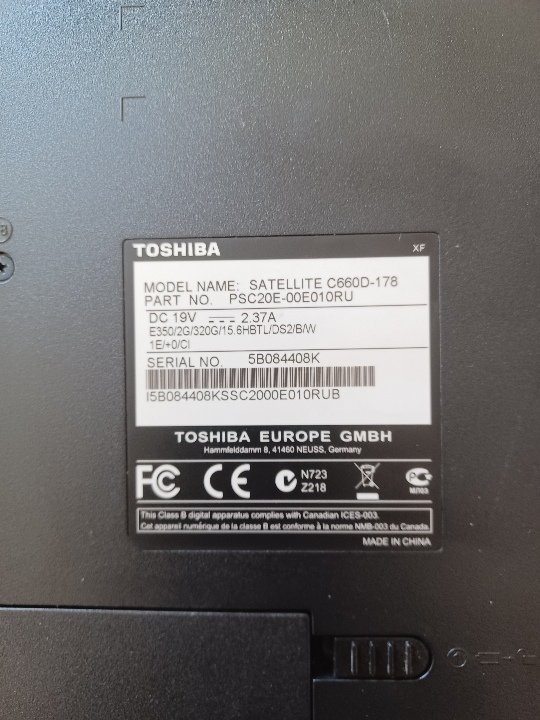 TOSHIBA XF
MODEL NAME: SATELLITE C660D-178
PART NO. PSC20E-00E010RU
DC 19V 2.37A
E350/2G/320G/15.6HBTL/DS2/B/W
1E/+0/CI
SERIAL NO. 5B084408K
I5B084408KSSC2000E010RUB
TOSHIBA EUROPE GMBH
Hammfelddamm 8, 41460 NEUSS, Germany
FC CE N723
Z218
This Class B digital apparatus complies with Canadian ICES-003.
Cet appareil numérique de la classe B est conforme à la norme NMB-003 du Canada.
MADE IN CHINA